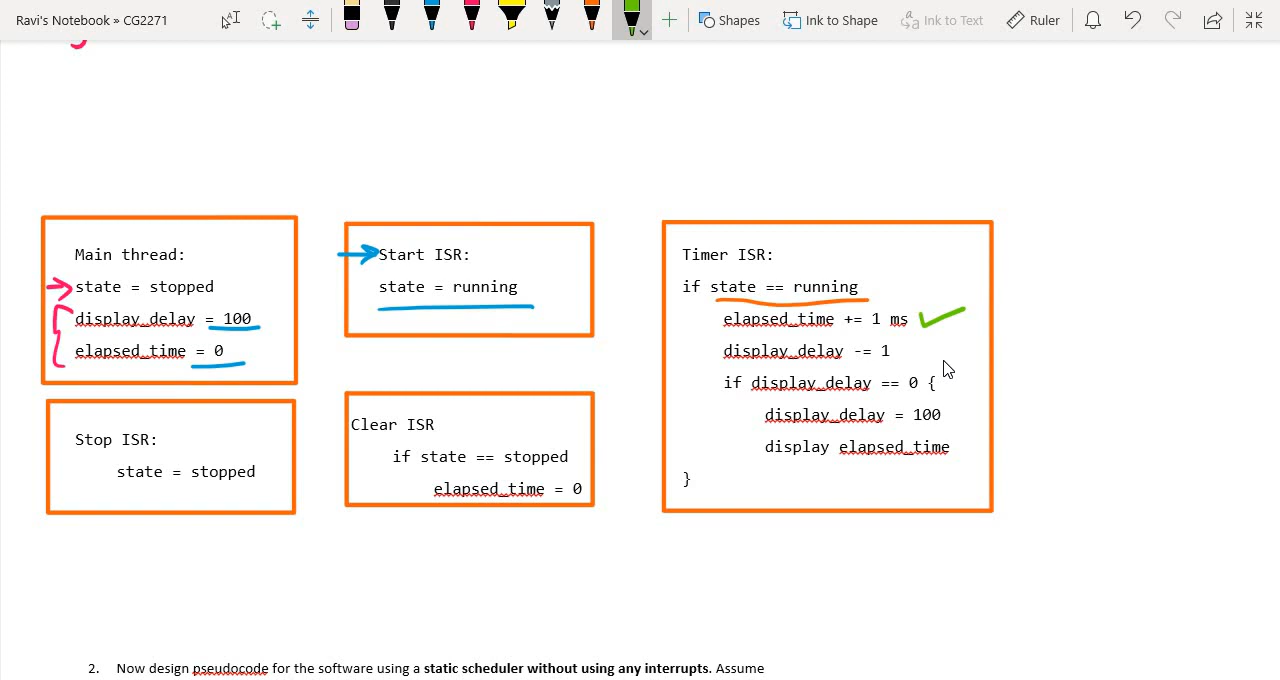 Ravi's Notebook » CG2271
Shapes
Ink to Shape
Ink to Text
Ruler
Main thread:
state = stopped
display_delay = 100
elapsed_time = 0
Start ISR:
state = running
Timer ISR:
if state == running
elapsed_time += 1 ms
display_delay -= 1
if display_delay == 0 {
display_delay = 100
display elapsed_time
}
Stop ISR:
state = stopped
Clear ISR
if state == stopped
elapsed_time = 0
2. Now design pseudocode for the software using a static scheduler without using any interrupts. Assume